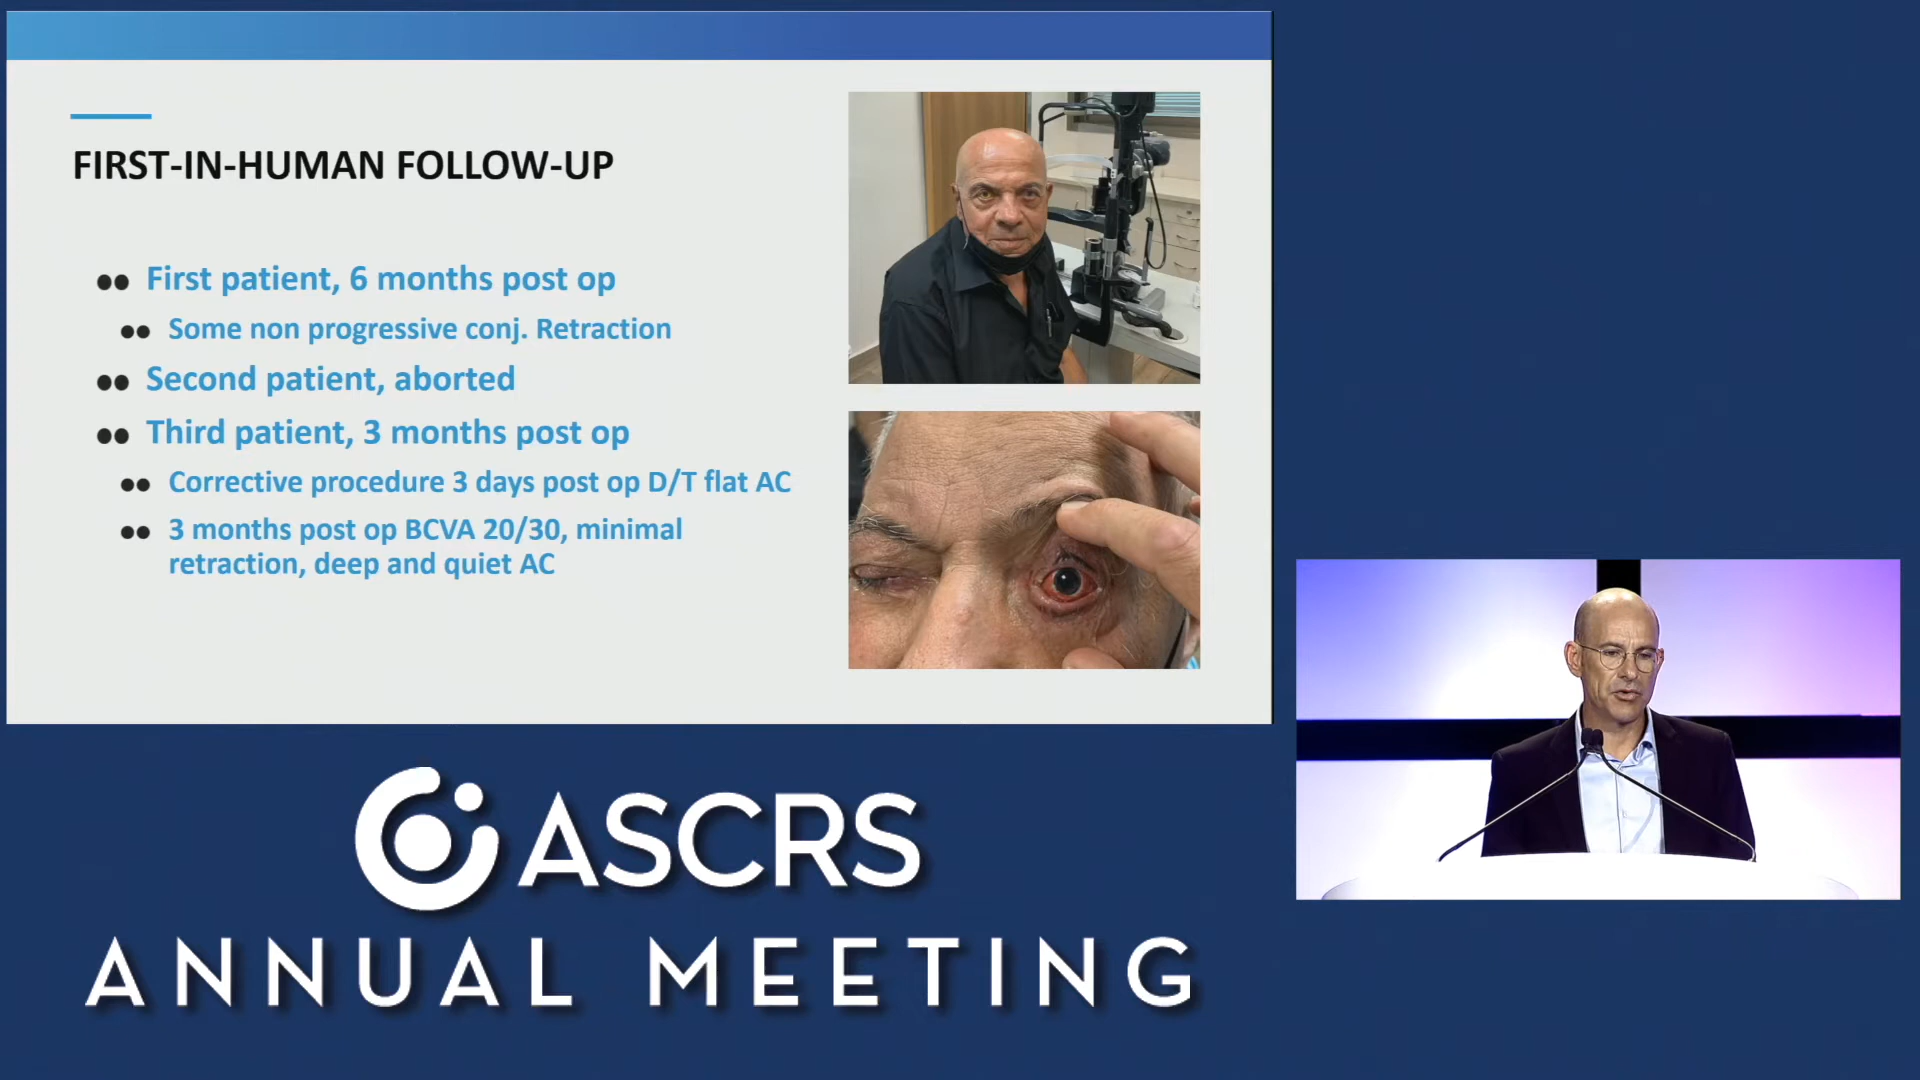 FIRST-IN-HUMAN FOLLOW-UP
First patient, 6 months post op
Some non progressive conj. Retraction
Second patient, aborted
Third patient, 3 months post op
Corrective procedure 3 days post op D/T flat AC
3 months post op BCVA 20/30, minimal
retraction, deep and quiet AC
ASCRS
ANNUAL MEETING